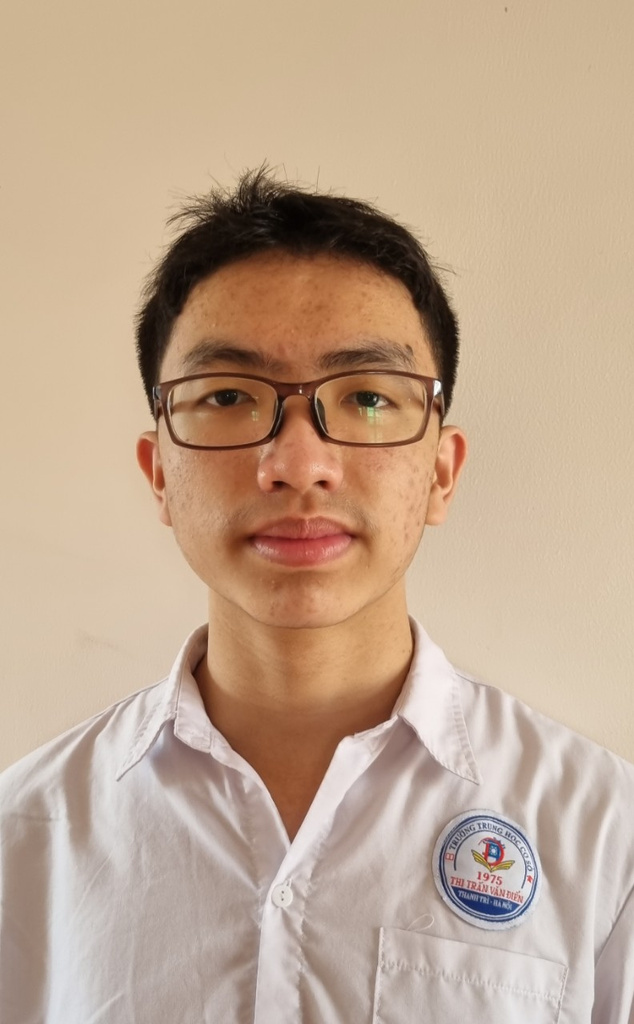 TRƯỜNG TRUNG HỌC CƠ SỞ
1975
THỊ TRẤN VĂN ĐIỂN
THANH TRÌ - HÀ NỘI